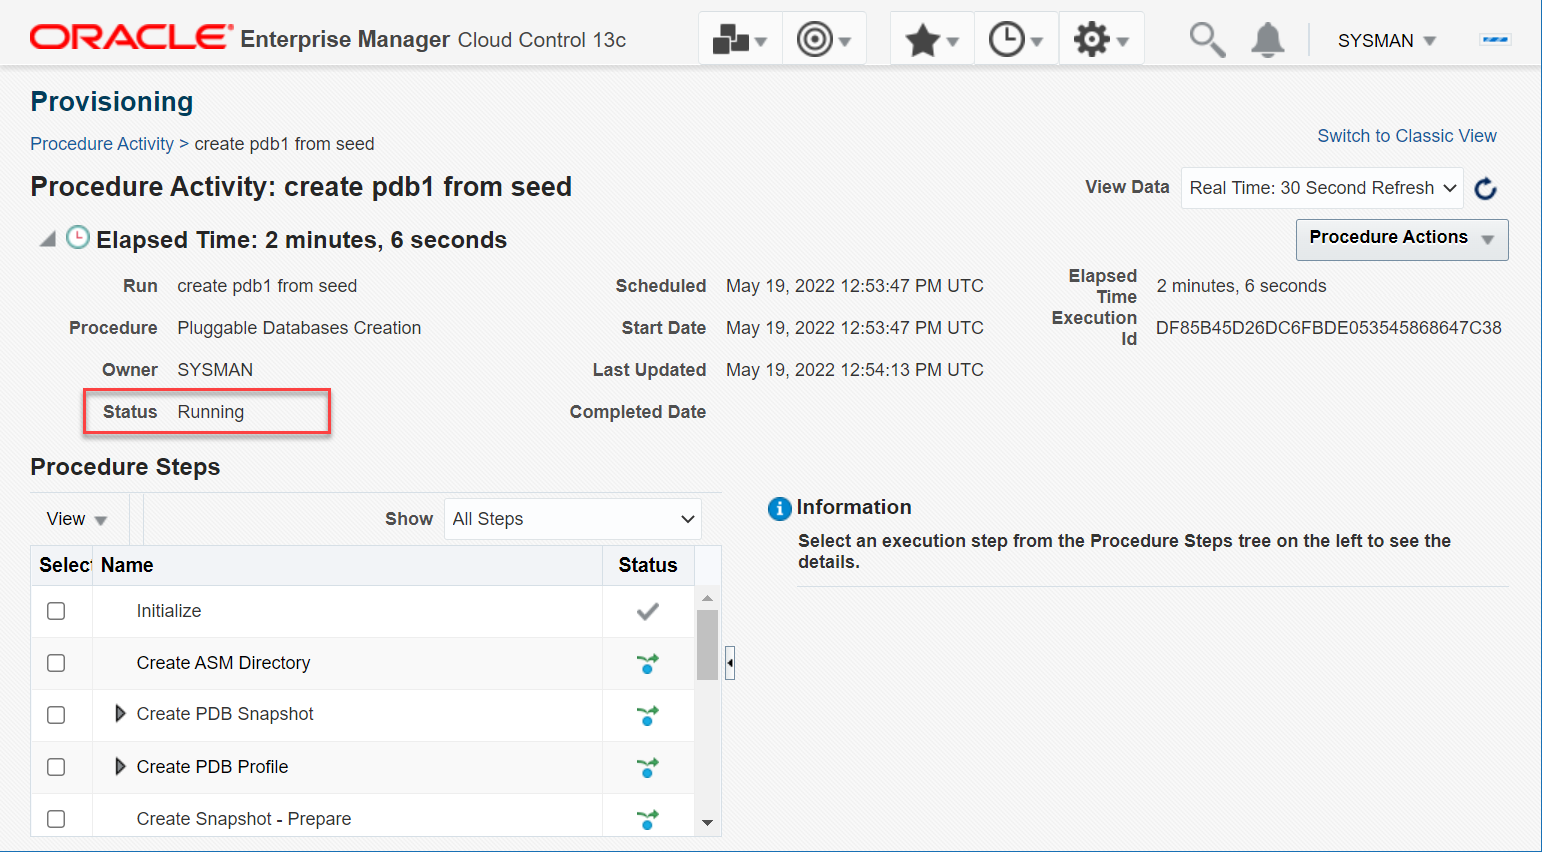 ORACLE® Enterprise Manager Cloud Control 13c
SYSMAN
Provisioning
Procedure Activity > create pdb1 from seed
Switch to Classic View
Procedure Activity: create pdb1 from seed
View Data Real Time: 30 Second Refresh
Elapsed Time: 2 minutes, 6 seconds
Procedure Actions
Run create pdb1 from seed
Procedure Pluggable Databases Creation
Owner SYSMAN
Status Running
Scheduled May 19, 2022 12:53:47 PM UTC
Start Date May 19, 2022 12:53:47 PM UTC
Last Updated May 19, 2022 12:54:13 PM UTC
Completed Date
Elapsed
Time 2 minutes, 6 seconds
Execution
Id DF85B45D26DC6FBDE053545868647C38
Procedure Steps
View Show All Steps
Select Name Status
Initialize
Create ASM Directory
Create PDB Snapshot
Create PDB Profile
Create Snapshot - Prepare
Information
Select an execution step from the Procedure Steps tree on the left to see the
details.